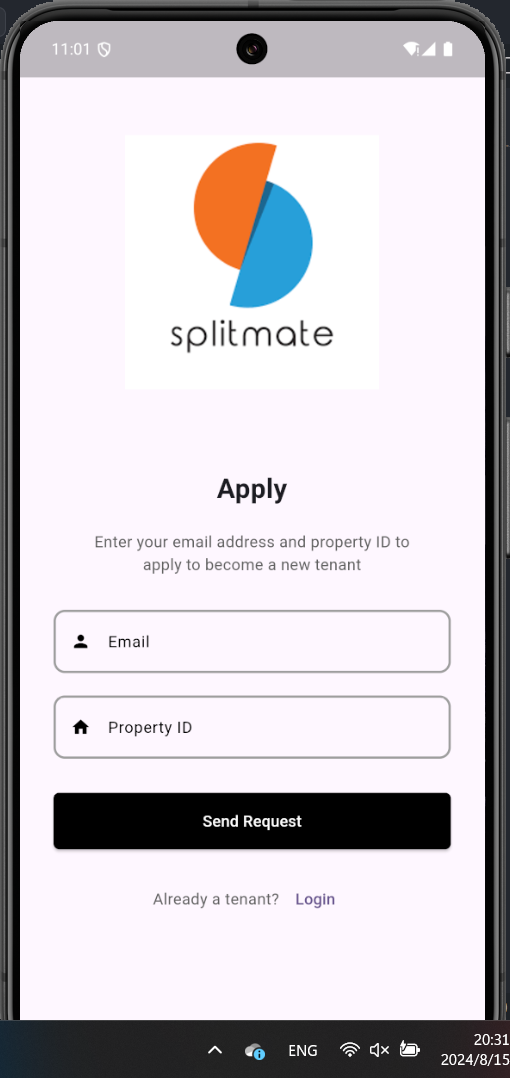 11:01
splitmate
Apply
Enter your email address and property ID to
apply to become a new tenant
Email
Property ID
Send Request
Already a tenant? Login
ENG
20:31
2024/8/15